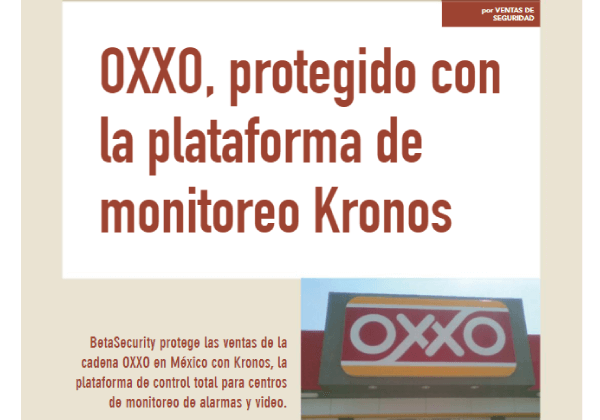 por VENTAS DE
SEGURIDAD
OXXO, protegido con
la plataforma de
monitoreo Kronos
BetaSecurity protege las ventas de la
cadena OXXO en México con Kronos, la
plataforma de control total para centros
de monitoreo de alarmas y video.
OXXO